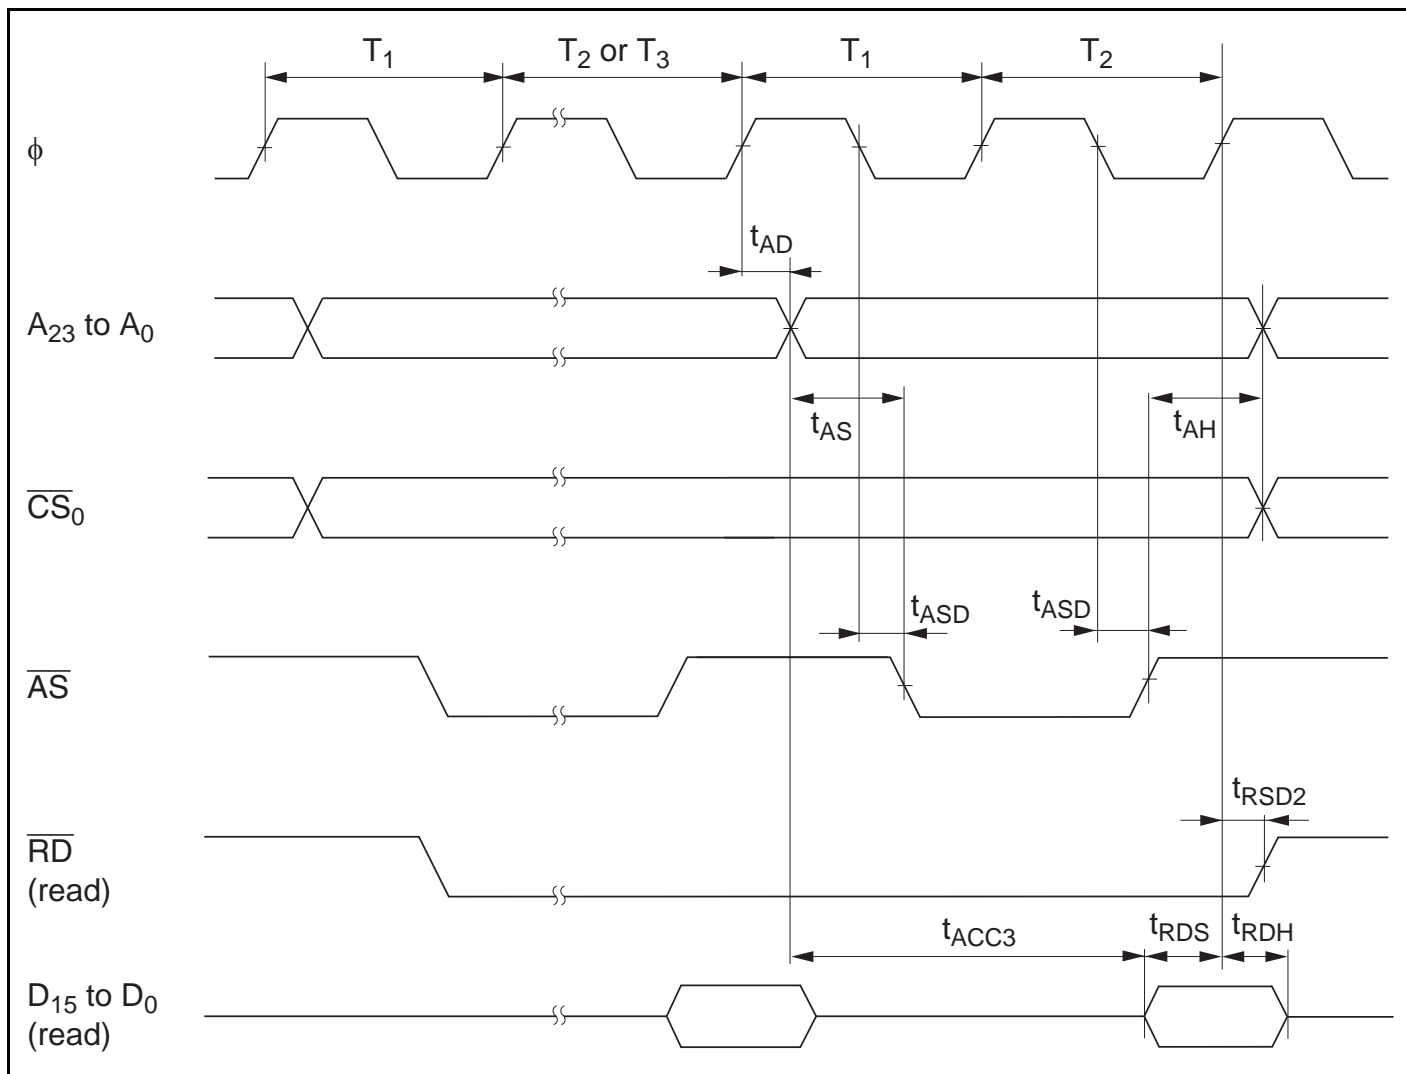 T1 T2 or T3 T1 T2
ϕ
tAD
A23 to A0
tAS tAH
CS0
tASD tASD
AS
tRSD2
RD
(read)
tACC3 tRDS tRDH
D15 to D0
(read)